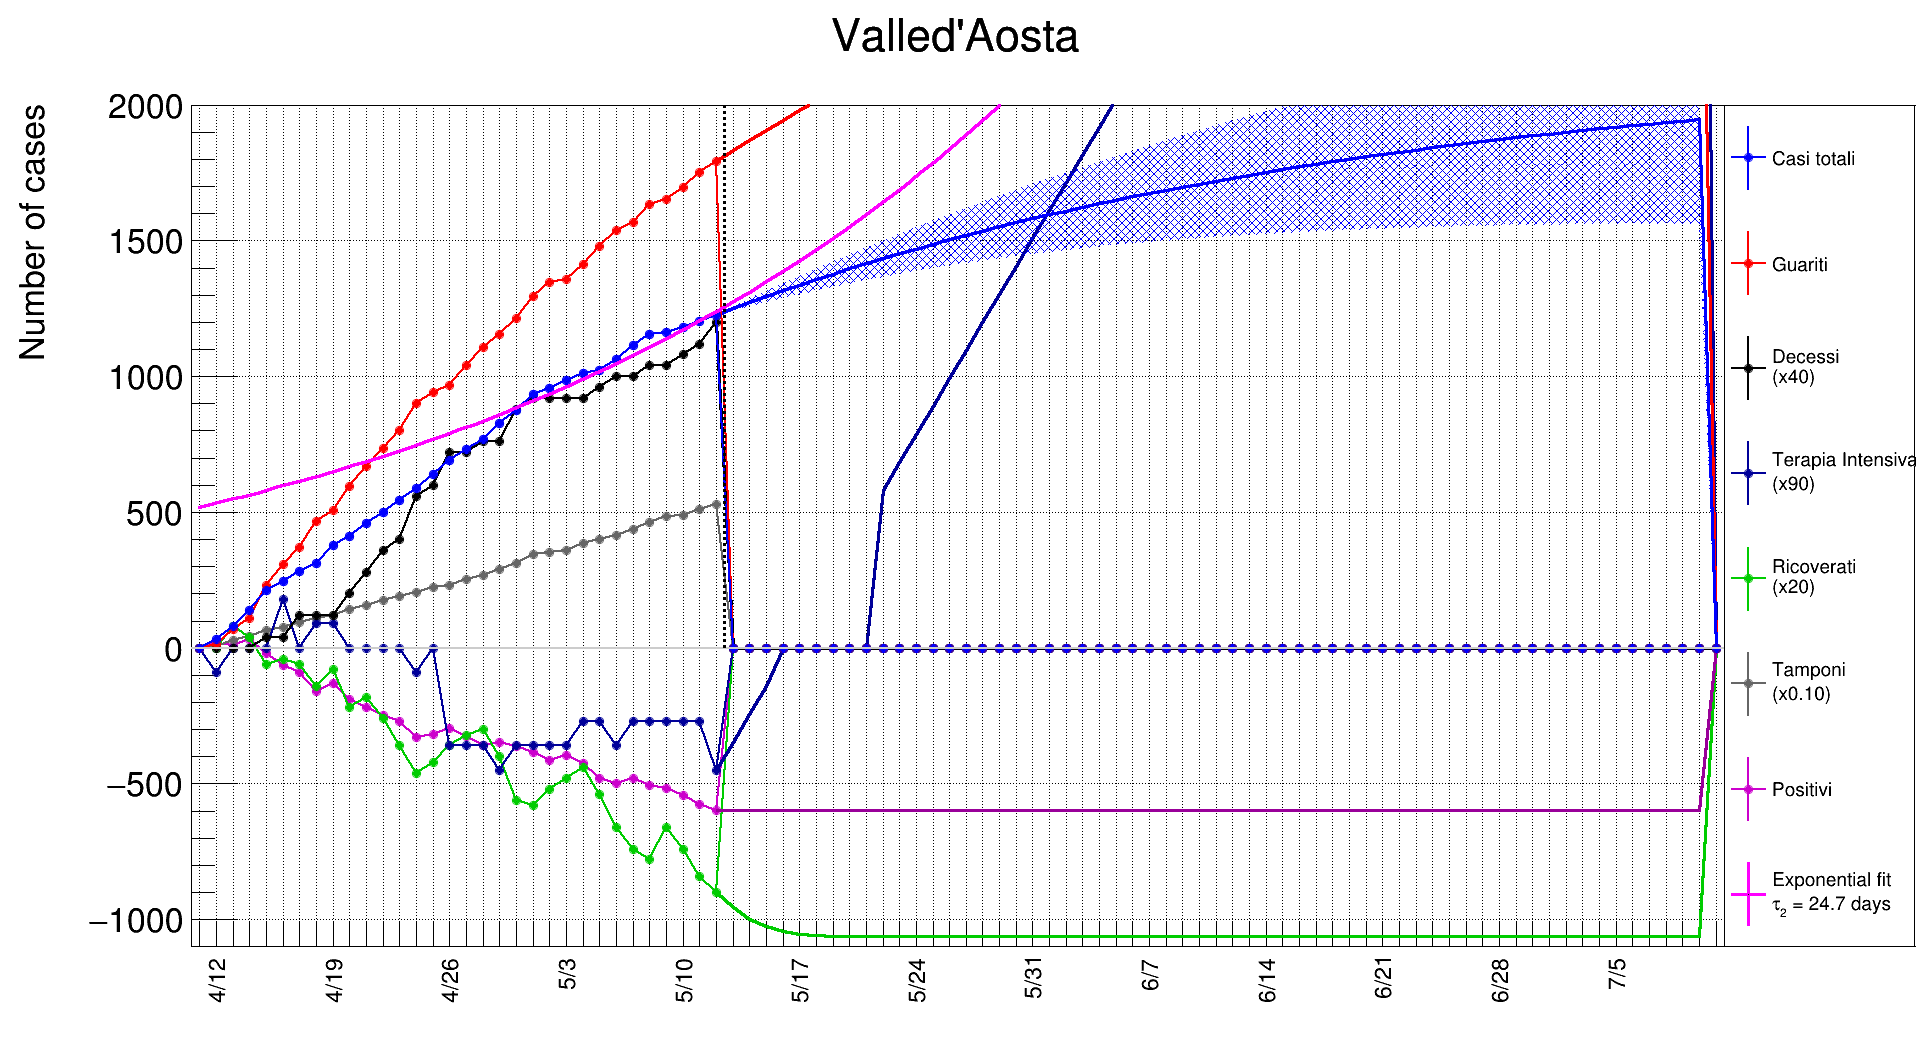 Valled'Aosta
Number of cases
2000
1500
1000
500
0
−500
−1000
4/12
4/19
4/26
5/3
5/10
5/17
5/24
5/31
6/7
6/14
6/21
6/28
7/5
Casi totali
Guariti
Decessi
(x40)
Terapia Intensiva
(x90)
Ricoverati
(x20)
Tamponi
(x0.10)
Positivi
Exponential fit
τ2 = 24.7 days